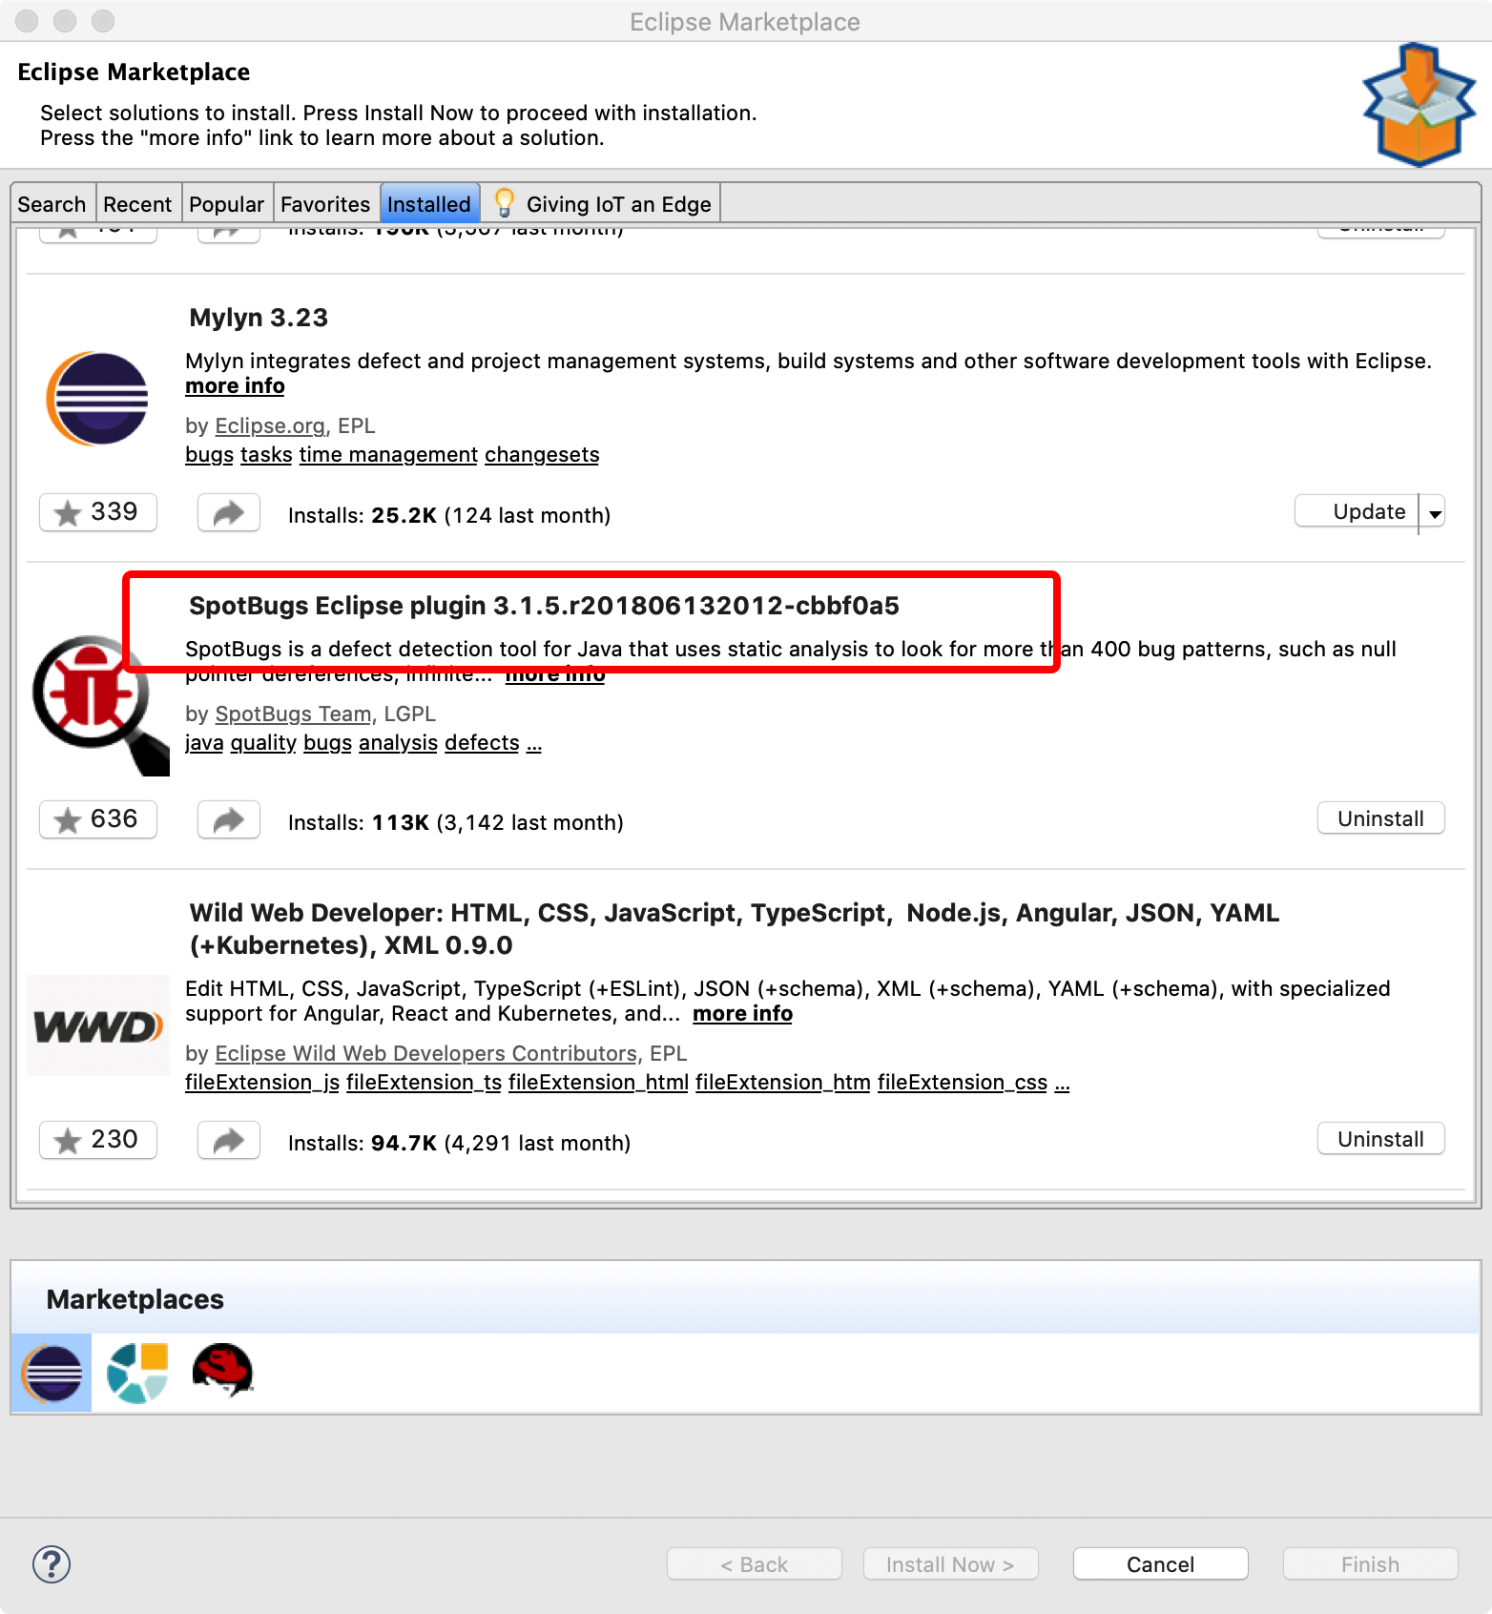 Eclipse Marketplace
Eclipse Marketplace
Select solutions to install. Press Install Now to proceed with installation.
Press the "more info" link to learn more about a solution.
Search Recent Popular Favorites Installed Giving IoT an Edge
Installs: (3,567 last month) Uninstall
Mylyn 3.23
Mylyn integrates defect and project management systems, build systems and other software development tools with Eclipse.
more info
by Eclipse.org, EPL
bugs tasks time management changesets
339 Installs: 25.2K (124 last month) Update
SpotBugs Eclipse plugin 3.1.5.r201806132012-cbbf0a5
SpotBugs is a defect detection tool for Java that uses static analysis to look for more than 400 bug patterns, such as null
pointer dereferences, infinite... more info
by SpotBugs Team, LGPL
java quality bugs analysis defects ...
636 Installs: 113K (3,142 last month) Uninstall
Wild Web Developer: HTML, CSS, JavaScript, TypeScript, Node.js, Angular, JSON, YAML
(+Kubernetes), XML 0.9.0
Edit HTML, CSS, JavaScript, TypeScript (+ESLint), JSON (+schema), XML (+schema), YAML (+schema), with specialized
WWD
support for Angular, React and Kubernetes, and... more info
by Eclipse Wild Web Developers Contributors, EPL
fileExtension_js fileExtension_ts fileExtension_html fileExtension_htm fileExtension_css ...
230 Installs: 94.7K (4,291 last month) Uninstall
Marketplaces
?
< Back Install Now > Cancel Finish